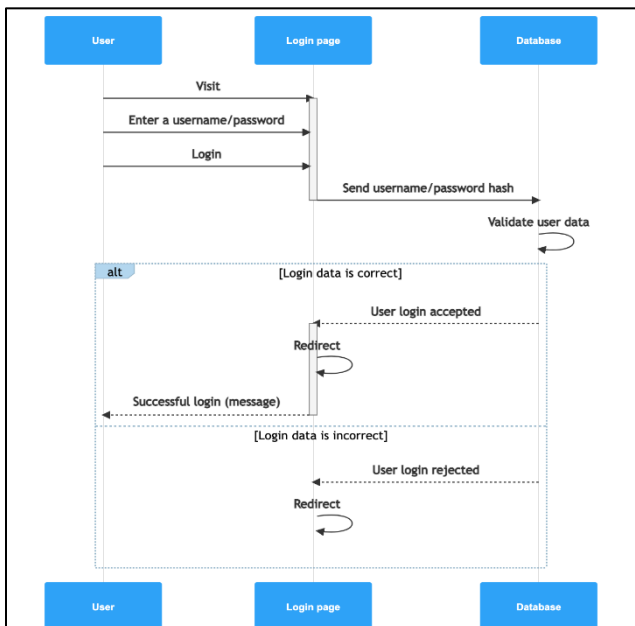 User Login page Database
Visit
Enter a username/password
Login
Send username/password hash
Validate user data
alt [Login data is correct]
User login accepted
Redirect
Successful login (message)
[Login data is incorrect]
User login rejected
Redirect
User Login page Database